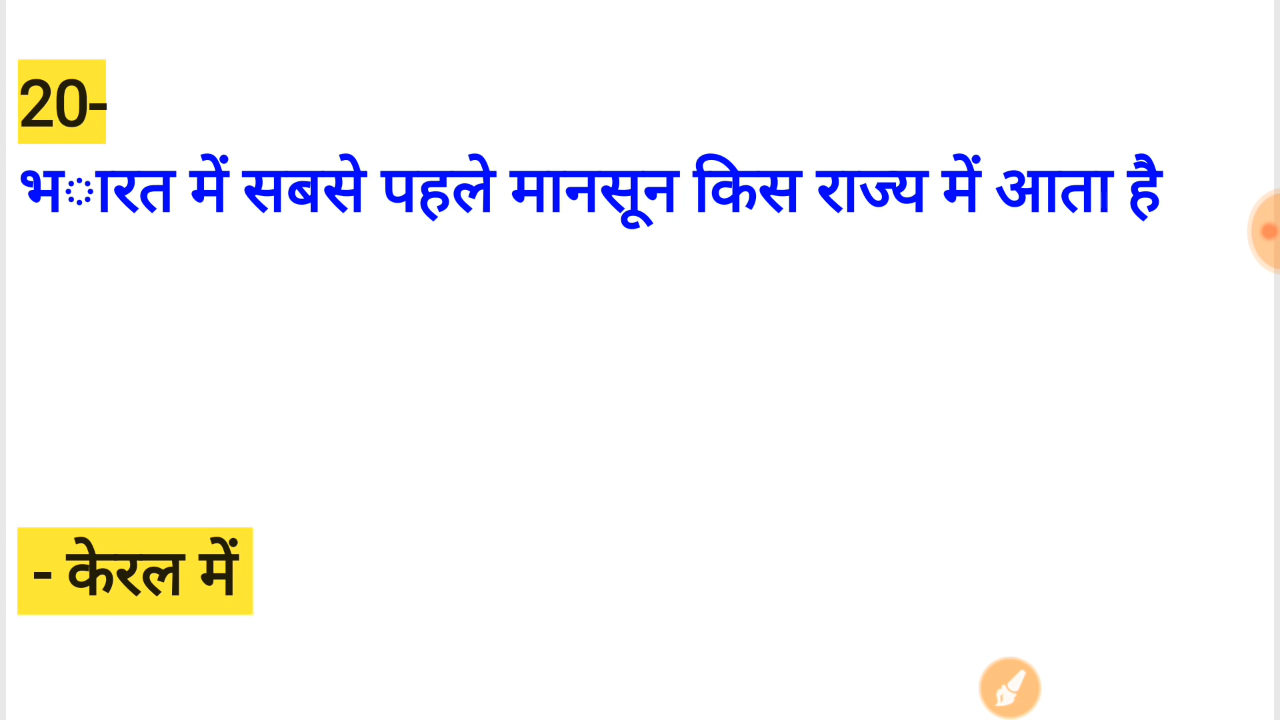 20-
भारत में सबसे पहले मानसून किस राज्य में आता है
- केरल में